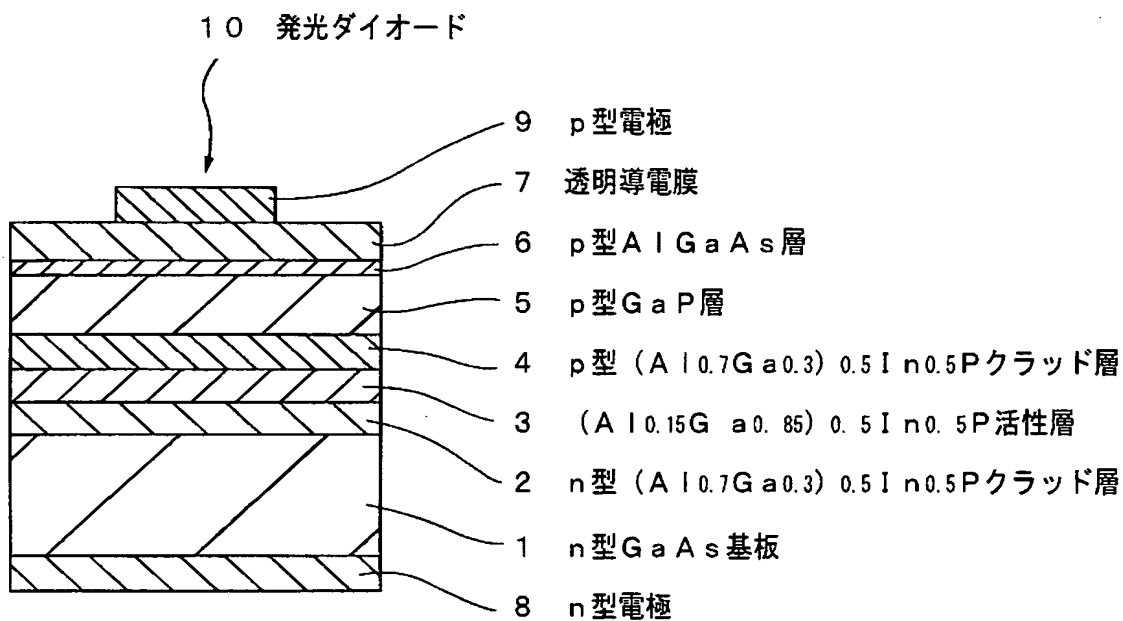 １０ 発光ダイオード
９ ｐ型電極
７ 透明導電膜
６ ｐ型ＡｌＧａＡｓ層
５ ｐ型ＧａＰ層
４ ｐ型（Ａｌ0.7Ｇａ0.3）0.5Ｉｎ0.5Ｐクラッド層
３ （Ａｌ0.15Ｇａ0.85）0.5Ｉｎ0.5Ｐ活性層
２ ｎ型（Ａｌ0.7Ｇａ0.3）0.5Ｉｎ0.5Ｐクラッド層
１ ｎ型ＧａＡｓ基板
８ ｎ型電極